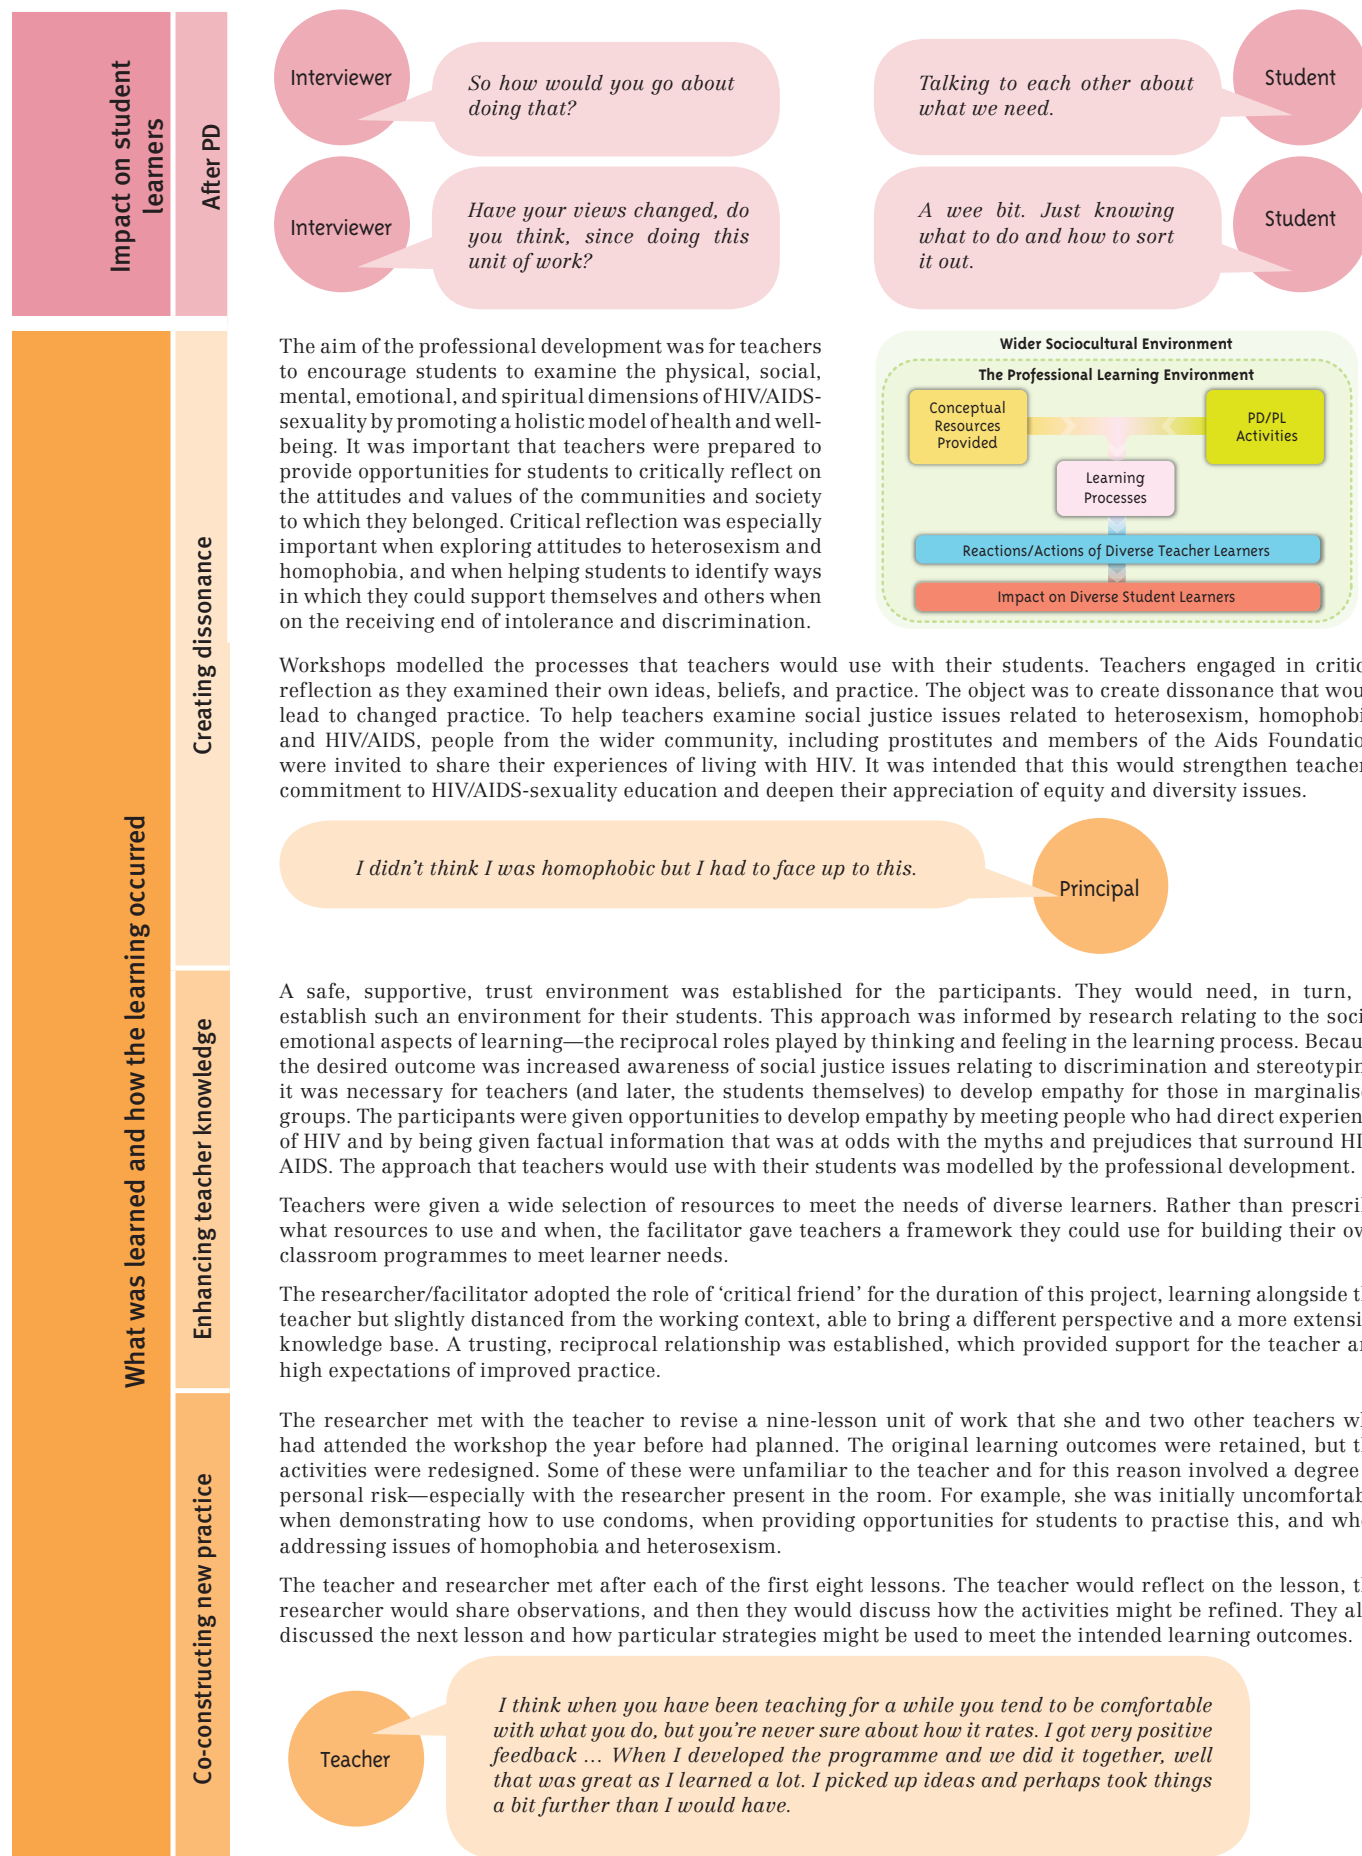 Impact on student
learners
After PD
Interviewer
So how would you go about
doing that?
Talking to each other about
what we need.
Student
Interviewer
Have your views changed, do
you think, since doing this
unit of work?
A wee bit. Just knowing
what to do and how to sort
it out.
Student
What was learned and how the learning occurred
Creating dissonance
The aim of the professional development was for teachers
to encourage students to examine the physical, social,
mental, emotional, and spiritual dimensions of HIV/AIDS-
sexuality by promoting a holistic model of health and well-
being. It was important that teachers were prepared to
provide opportunities for students to critically reflect on
the attitudes and values of the communities and society
to which they belonged. Critical reflection was especially
important when exploring attitudes to heterosexism and
homophobia, and when helping students to identify ways
in which they could support themselves and others when
on the receiving end of intolerance and discrimination.
Wider Sociocultural Environment
The Professional Learning Environment
Conceptual
Resources
Provided
PD/PL
Activities
Learning
Processes
Reactions/Actions of Diverse Teacher Learners
Impact on Diverse Student Learners
Workshops modelled the processes that teachers would use with their students. Teachers engaged in critic
reflection as they examined their own ideas, beliefs, and practice. The object was to create dissonance that wou
lead to changed practice. To help teachers examine social justice issues related to heterosexism, homophobi
and HIV/AIDS, people from the wider community, including prostitutes and members of the Aids Foundatio
were invited to share their experiences of living with HIV. It was intended that this would strengthen teacher
commitment to HIV/AIDS-sexuality education and deepen their appreciation of equity and diversity issues.
I didn't think I was homophobic but I had to face up to this.
Principal
Enhancing teacher knowledge
A safe, supportive, trust environment was established for the participants. They would need, in turn,
establish such an environment for their students. This approach was informed by research relating to the soci
emotional aspects of learning—the reciprocal roles played by thinking and feeling in the learning process. Becau
the desired outcome was increased awareness of social justice issues relating to discrimination and stereotypin
it was necessary for teachers (and later, the students themselves) to develop empathy for those in marginalise
groups. The participants were given opportunities to develop empathy by meeting people who had direct experien
of HIV and by being given factual information that was at odds with the myths and prejudices that surround HI
AIDS. The approach that teachers would use with their students was modelled by the professional development.
Teachers were given a wide selection of resources to meet the needs of diverse learners. Rather than prescri
what resources to use and when, the facilitator gave teachers a framework they could use for building their ow
classroom programmes to meet learner needs.
The researcher/facilitator adopted the role of ‘critical friend’ for the duration of this project, learning alongside th
teacher but slightly distanced from the working context, able to bring a different perspective and a more extensi
knowledge base. A trusting, reciprocal relationship was established, which provided support for the teacher an
high expectations of improved practice.
Co-constructing new practice
The researcher met with the teacher to revise a nine-lesson unit of work that she and two other teachers wh
had attended the workshop the year before had planned. The original learning outcomes were retained, but th
activities were redesigned. Some of these were unfamiliar to the teacher and for this reason involved a degree
personal risk—especially with the researcher present in the room. For example, she was initially uncomfortab
when demonstrating how to use condoms, when providing opportunities for students to practise this, and whe
addressing issues of homophobia and heterosexism.
The teacher and researcher met after each of the first eight lessons. The teacher would reflect on the lesson, th
researcher would share observations, and then they would discuss how the activities might be refined. They al
discussed the next lesson and how particular strategies might be used to meet the intended learning outcomes.
Teacher
I think when you have been teaching for a while you tend to be comfortable
with what you do, but you're never sure about how it rates. I got very positive
feedback … When I developed the programme and we did it together, well
that was great as I learned a lot. I picked up ideas and perhaps took things
a bit further than I would have.